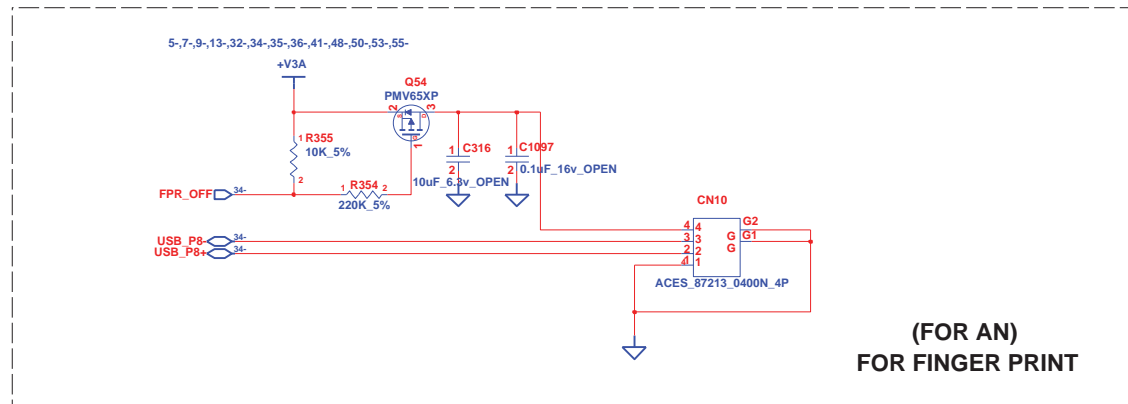 5-,7-,9-,13-,32-,34-,35-,36-,41-,48-,50-,53-,55-
+V3A
Q54
PMV65XP
2
3
S
D
G
1
1
R355
10K_5%
2
1
C316
2
10uF_6.3v_OPEN
1
C1097
2
0.1uF_16v_OPEN
FPR_OFF
34-
1
R354
2
220K_5%
CN10
USB_P8-
34-
USB_P8+
34-
4
4
3
3
2
2
1
1
G
G2
G
G1
ACES_87213_0400N_4P
(FOR AN)
FOR FINGER PRINT